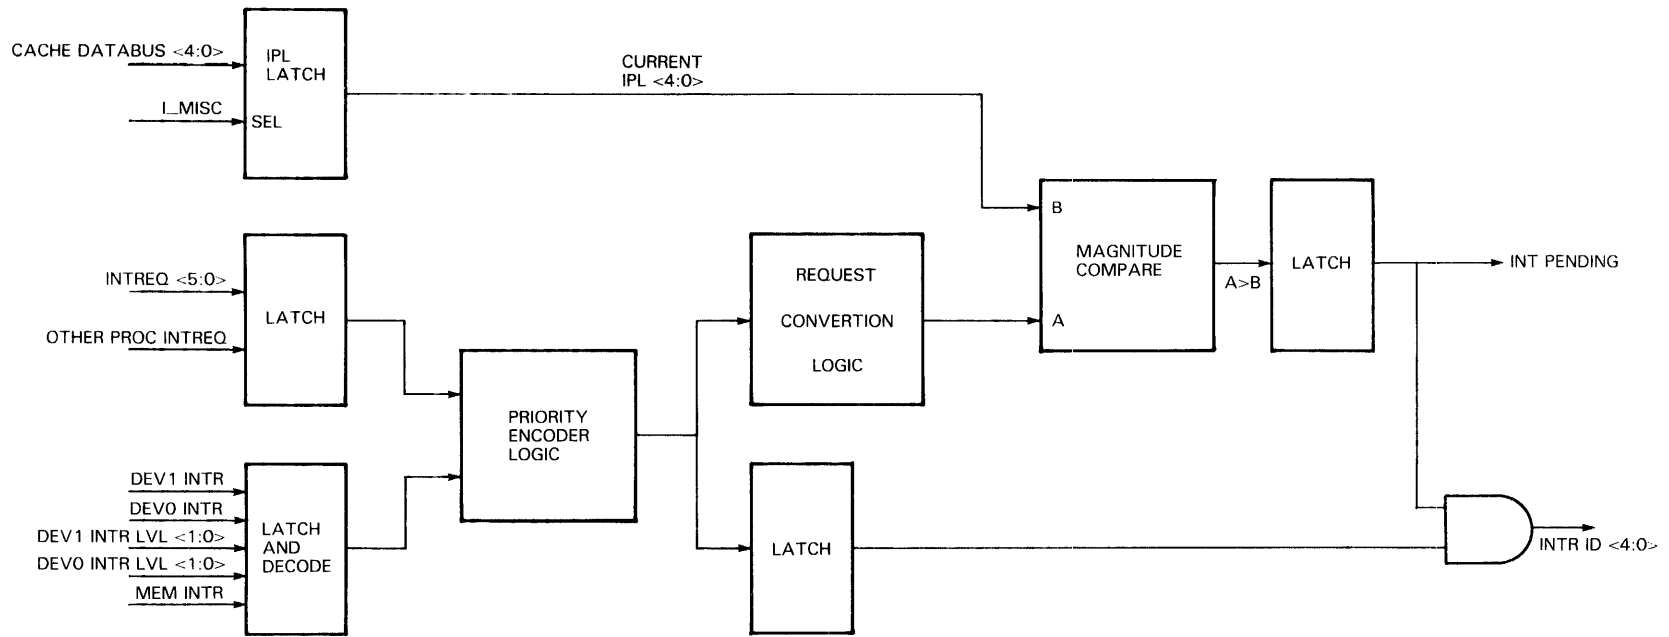 CACHE DATABUS <4:0>
I_MISC
IPL
LATCH
SEL
CURRENT
IPL <4:0>
INTREQ <5:0>
OTHER PROC INTREQ
LATCH
DEV1 INTR
DEV0 INTR
DEV1 INTR LVL <1:0>
DEV0 INTR LVL <1:0>
MEM INTR
LATCH
AND
DECODE
PRIORITY
ENCODER
LOGIC
REQUEST
CONVERTION
LOGIC
LATCH
B
A
MAGNITUDE
COMPARE
A>B
LATCH
INT PENDING
INTR ID <4:0>